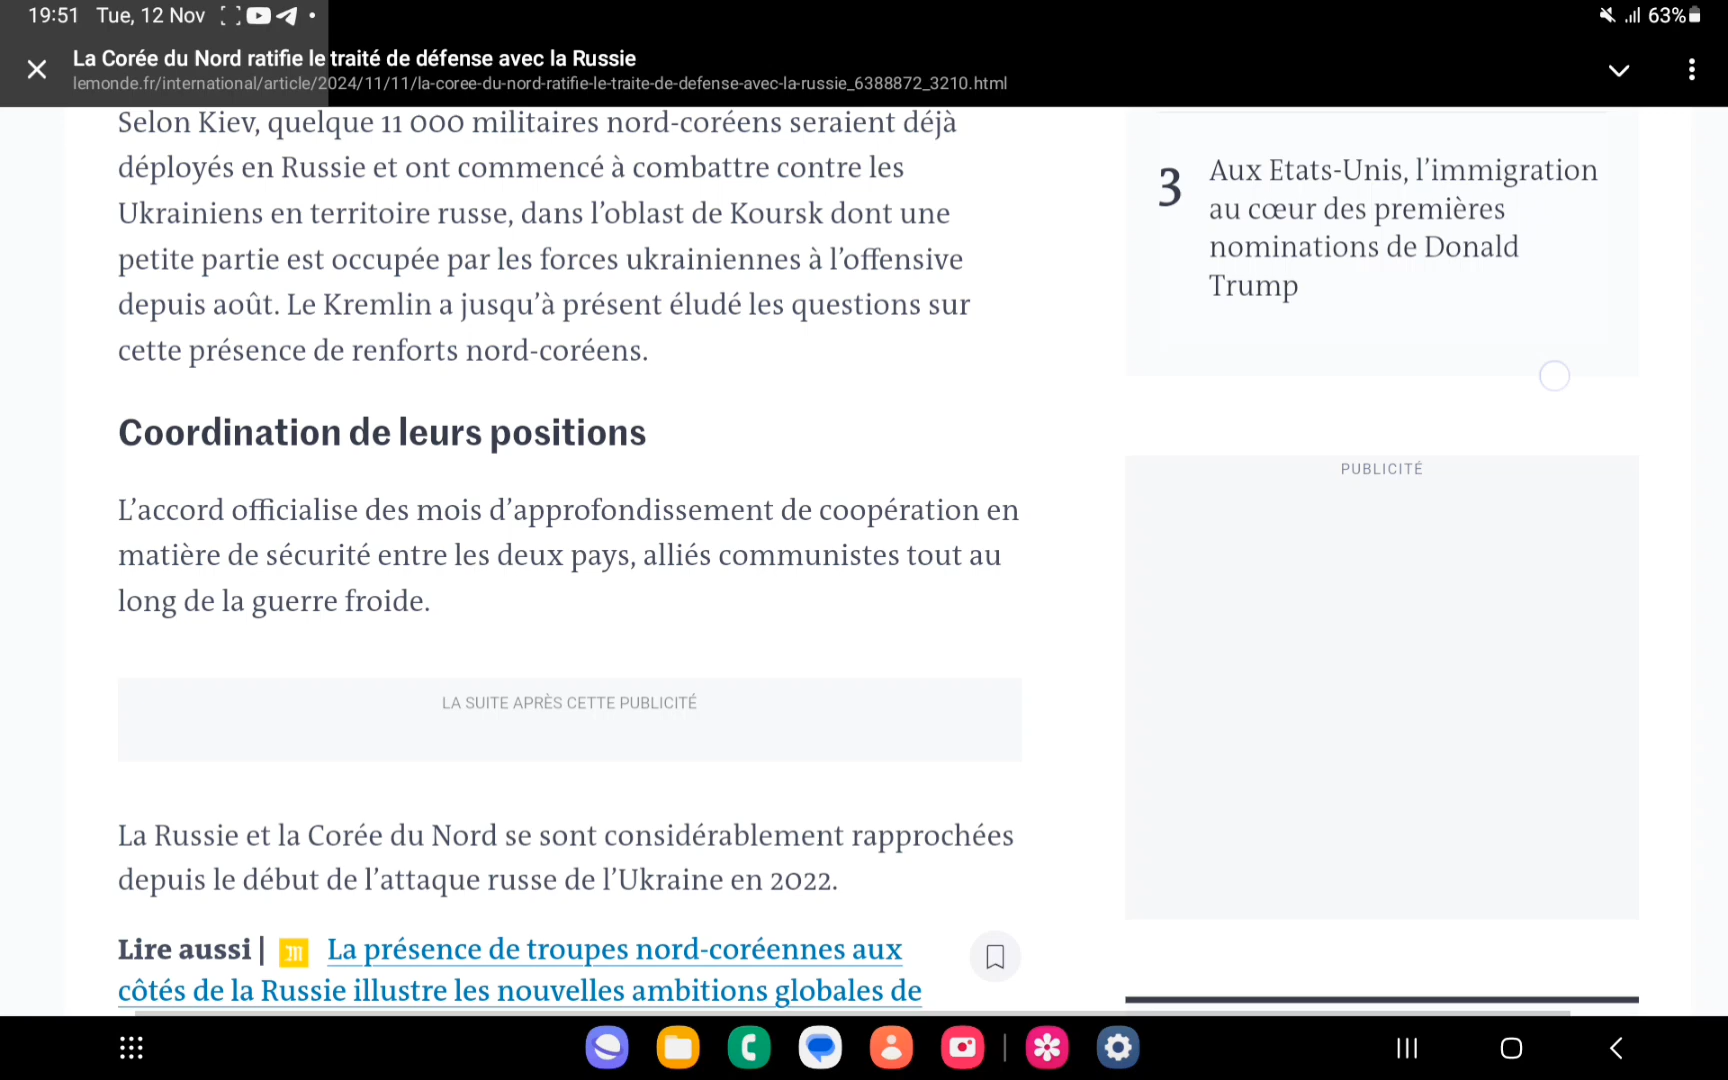 19:51 Tue, 12 Nov
63%
La Corée du Nord ratifie le traité de défense avec la Russie
lemonde.fr/international/article/2024/11/11/la-coree-du-nord-ratifie-le-traite-de-defense-avec-la-russie_6388872_3210.html
Selon Kiev, quelque 11 000 militaires nord-coréens seraient déjà
déployés en Russie et ont commencé à combattre contre les
Ukrainiens en territoire russe, dans l’oblast de Koursk dont une
petite partie est occupée par les forces ukrainiennes à l’offensive
depuis août. Le Kremlin a jusqu’à présent éludé les questions sur
cette présence de renforts nord-coréens.
Coordination de leurs positions
L’accord officialise des mois d’approfondissement de coopération en
matière de sécurité entre les deux pays, alliés communistes tout au
long de la guerre froide.
LA SUITE APRÈS CETTE PUBLICITÉ
La Russie et la Corée du Nord se sont considérablement rapprochées
depuis le début de l’attaque russe de l’Ukraine en 2022.
Lire aussi | La présence de troupes nord-coréennes aux
côtés de la Russie illustre les nouvelles ambitions globales de
3
Aux Etats-Unis, l’immigration
au cœur des premières
nominations de Donald
Trump
PUBLICITÉ